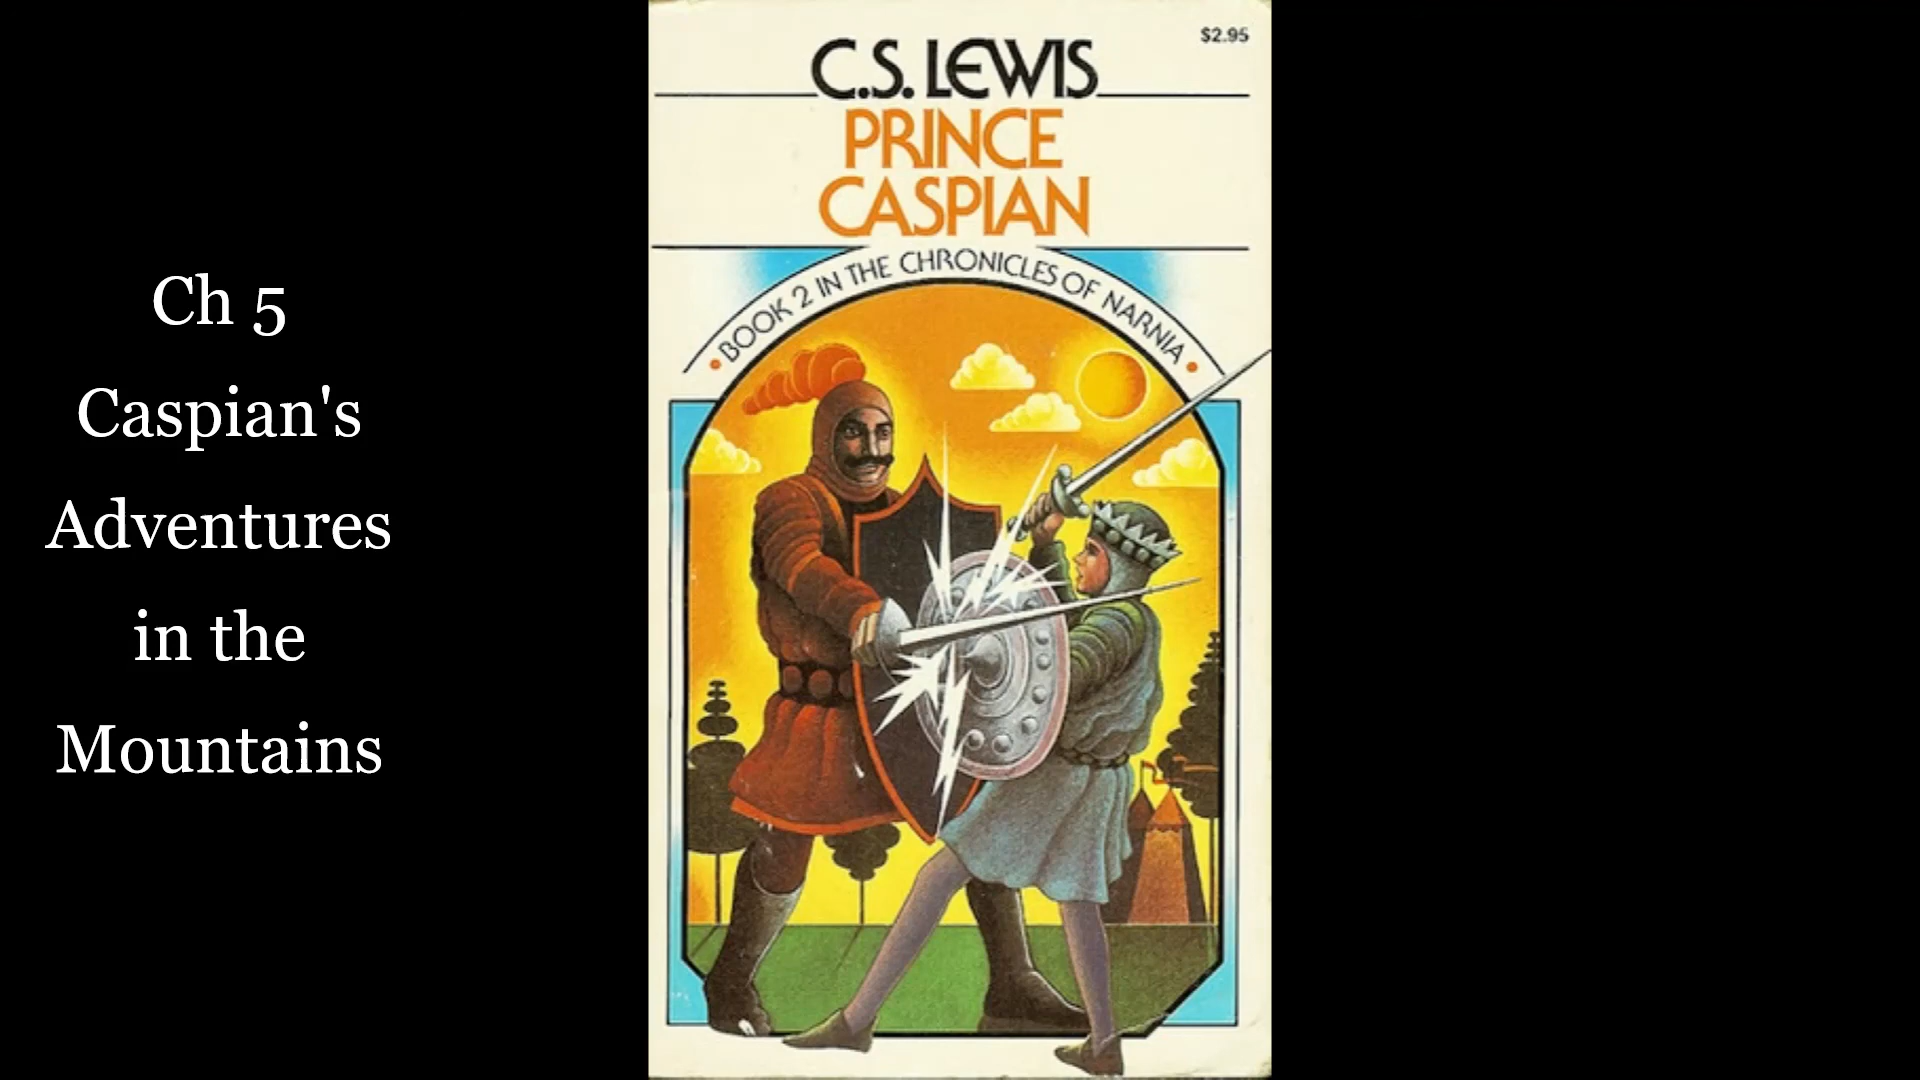 Ch 5
Caspian's
Adventures
in the
Mountains
$2.95
C.S. LEWIS
PRINCE
CASPIAN
• BOOK 2 IN THE CHRONICLES OF NARNIA •